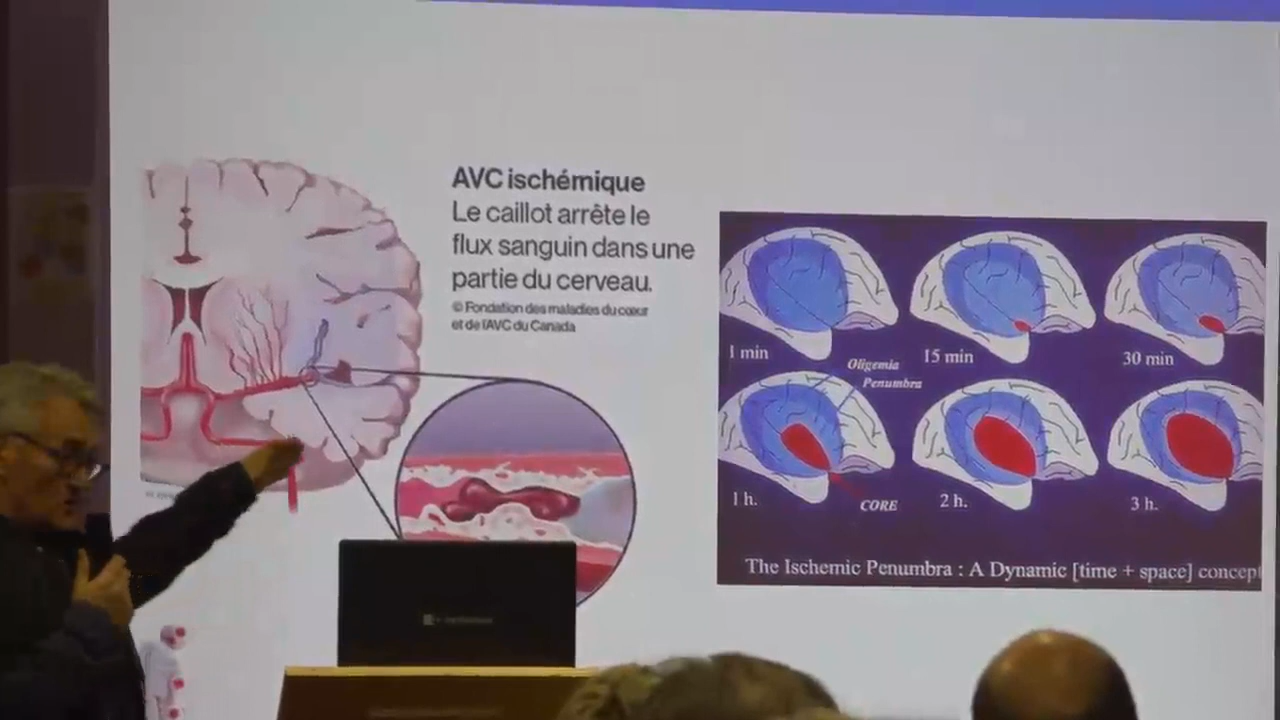 AVC ischémique
Le caillot arrête le
flux sanguin dans une
partie du cerveau.
© Fondation des maladies du cœur
et de l'AVC du Canada
1 min
15 min
30 min
Oligemia
Penumbra
1 h.
CORE
2 h.
3 h.
The Ischemic Penumbra : A Dynamic [time + space] concept